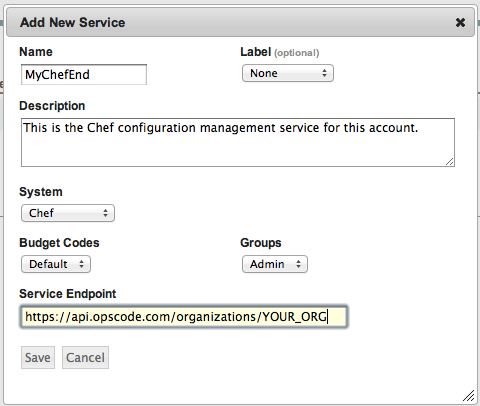 Add New Service ✖
Name Label (optional)
MyChefEnd None
Description
This is the Chef configuration management service for this account.
System
Chef
Budget Codes Groups
Default Admin
Service Endpoint
https://api.opscode.com/organizations/YOUR_ORG
Save Cancel